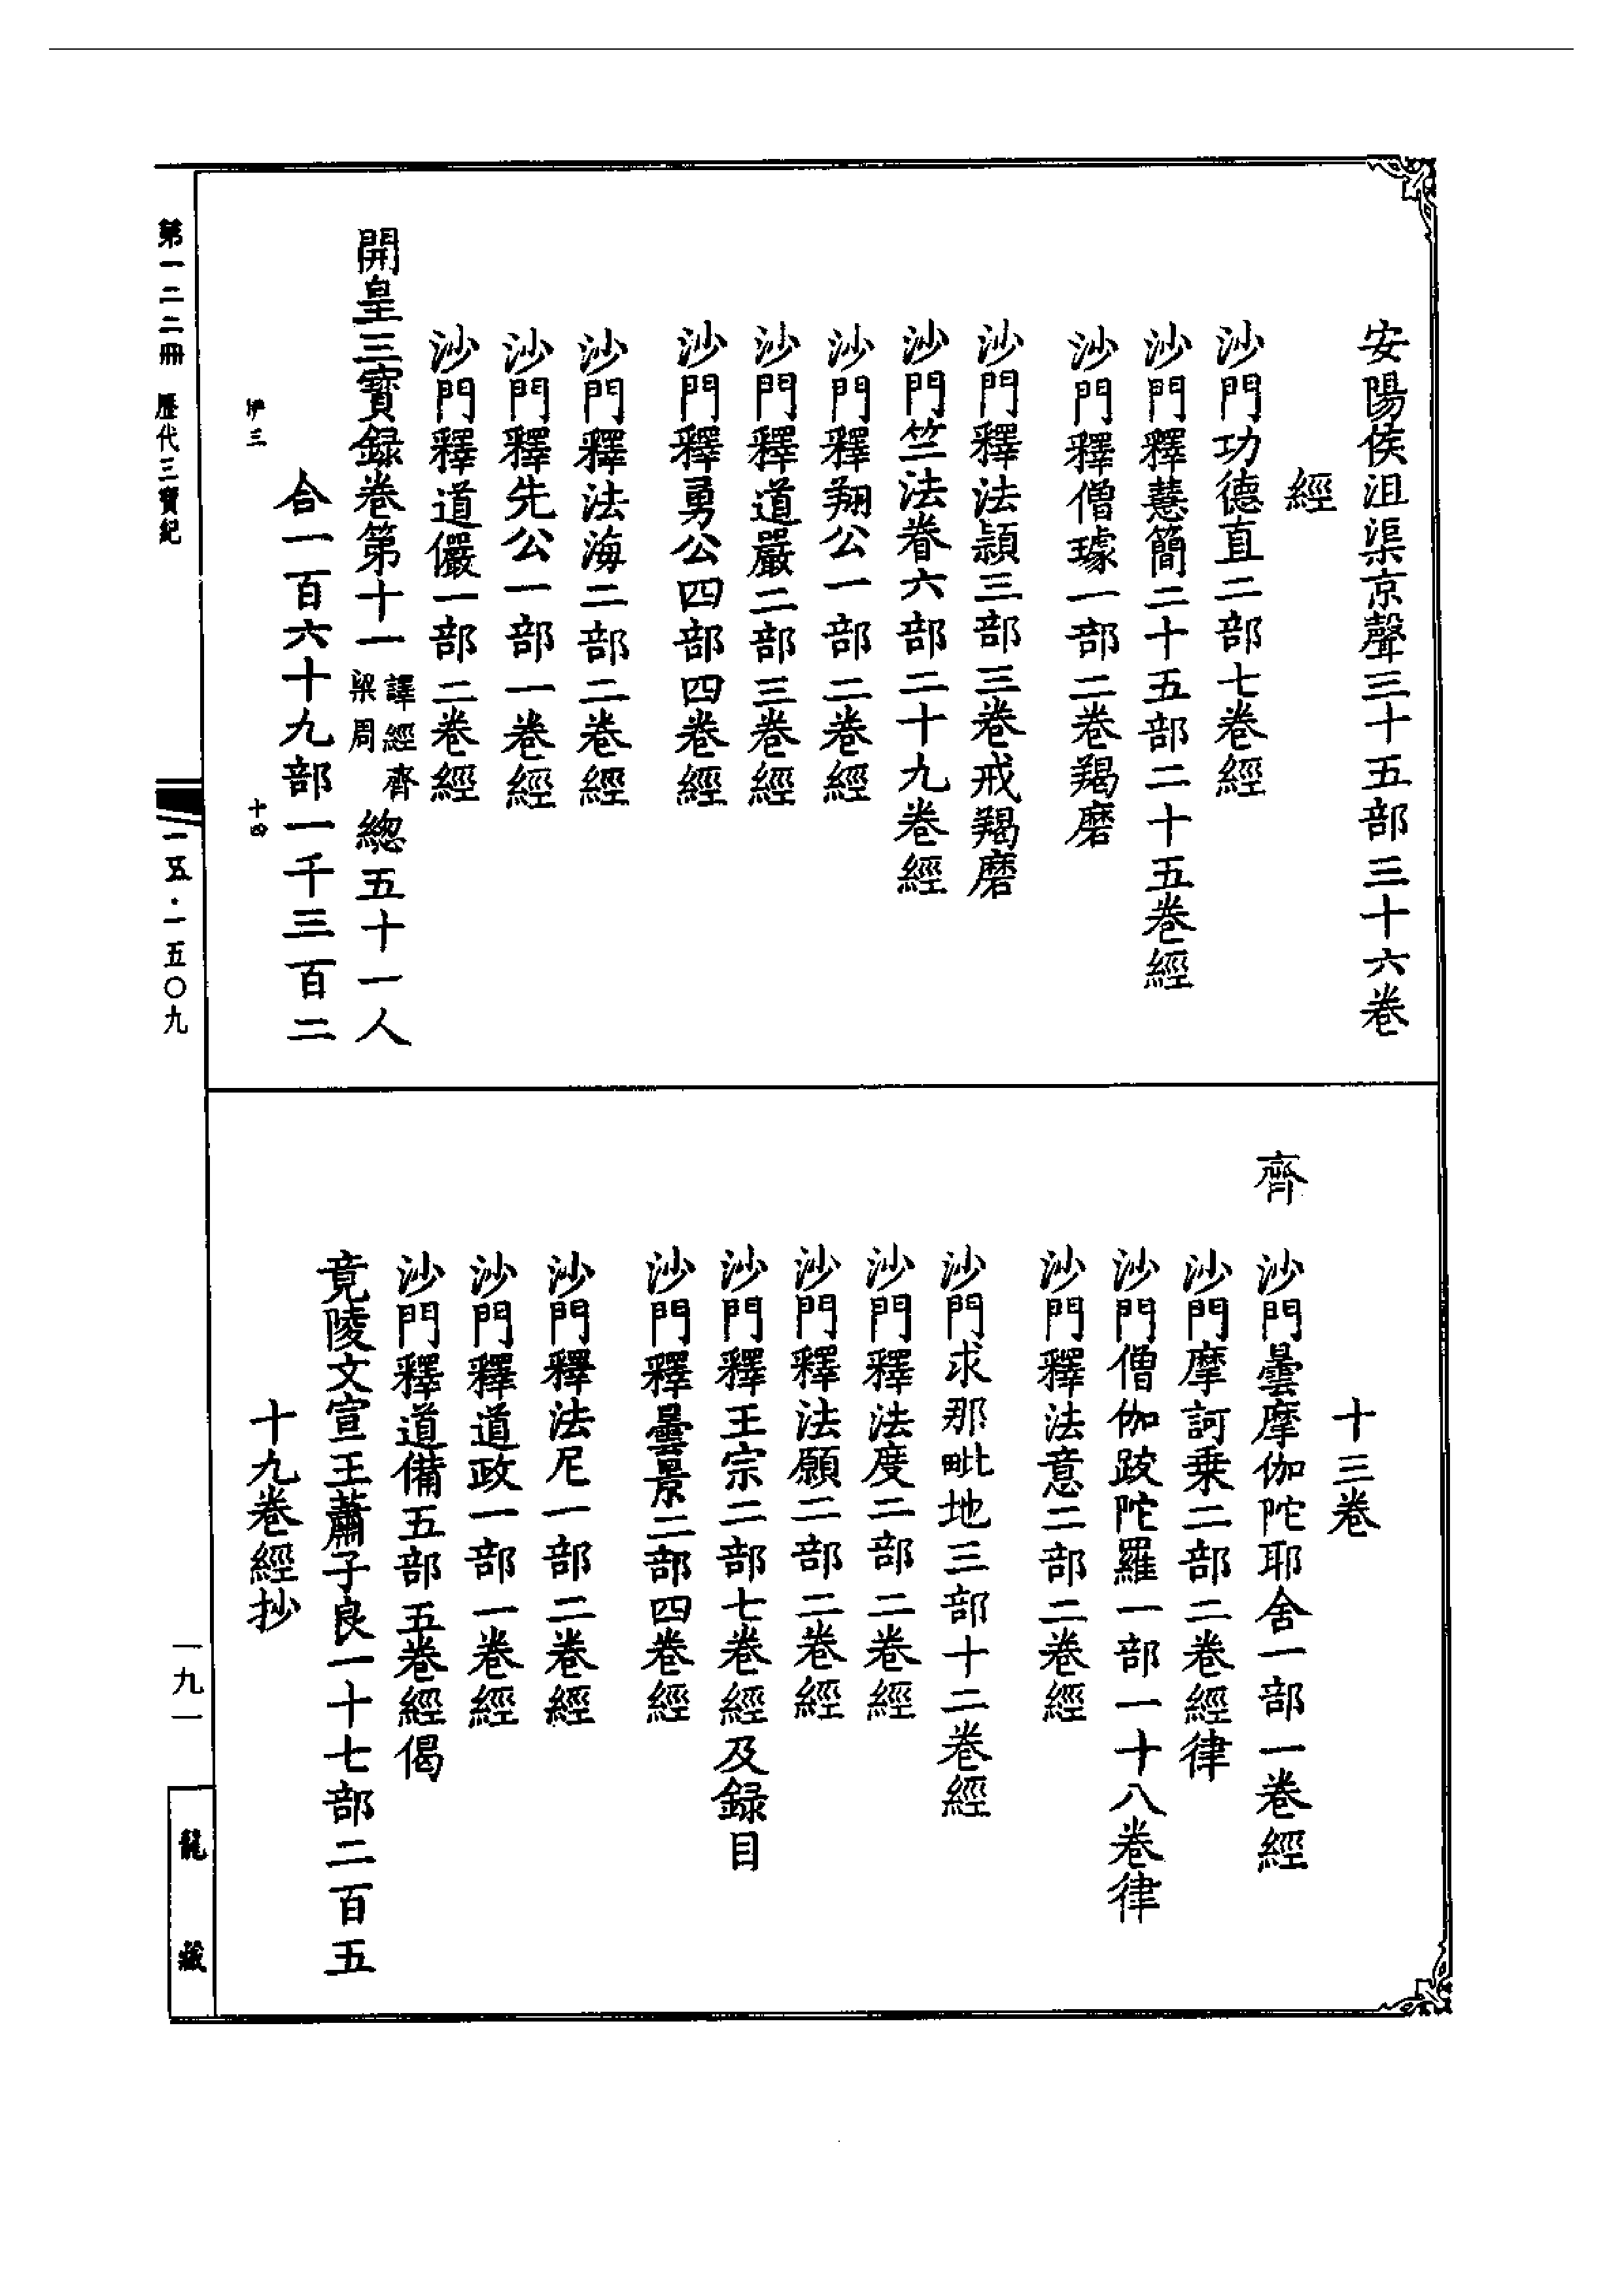 安陽侯沮渠京聲三十五部三十六卷
經
沙門功德直二部七卷經
沙門釋慧簡二十五部二十五卷經
沙門釋僧璩一部二卷羯磨
沙門釋法頴三部三卷戒羯磨
沙門竺法眷六部二十九卷經
沙門釋翔公一部二卷經
沙門釋道嚴二部三卷經
沙門釋勇公四部四卷經
沙門釋法海二部二卷經
沙門釋先公一部一卷經
沙門釋道儼一部二卷經
開皇三寶録卷第十一 譯經齊梁周 總五十一人
合一百六十九部一千三百二
伊三 十四
十三卷
齊 沙門曇摩伽陀耶舍一部一卷經
沙門摩訶乗二部二卷經律
沙門僧伽跋陀羅一部一十八卷律
沙門釋法意二部二卷經
沙門求那毗地三部十二卷經
沙門釋法度二部二卷經
沙門釋法願二部二卷經
沙門釋王宗二部七卷經及録目
沙門釋曇景二部四卷經
沙門釋法尼一部二卷經
沙門釋道政一部一卷經
沙門釋道備五部五卷經偈
竟陵文宣王蕭子良一十七部二百五
十九卷經抄
第一二二冊 歷代三寶紀
一五·一五〇九
一九一
龍藏